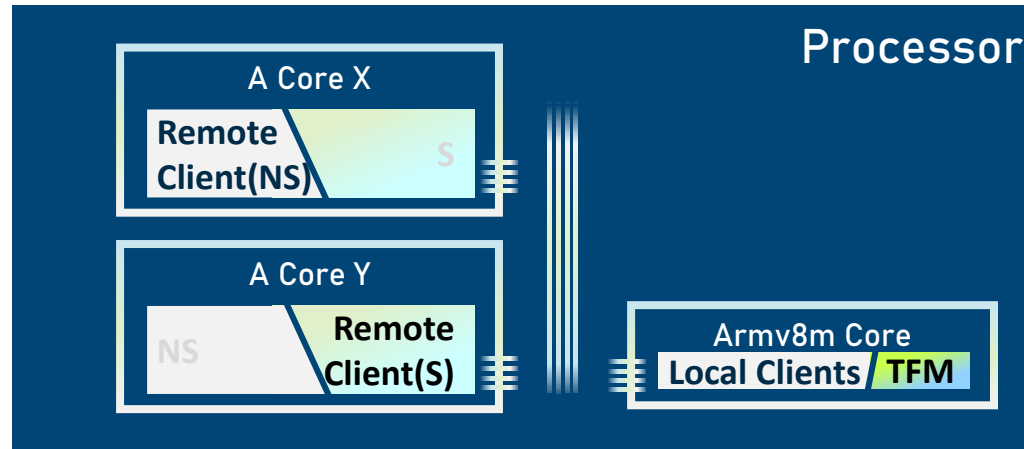 Processor
A Core X
Remote
Client(NS)
S
A Core Y
NS
Remote
Client(S)
Armv8m Core
Local Clients
TFM